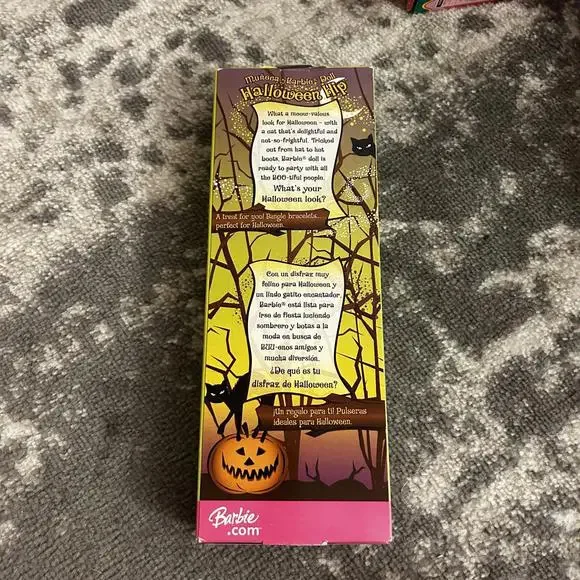 Muñeca Barbie® Doll
Halloween Hip
What a meow-velous
look for Halloween – with
a cat that's delightful and
not-so-frightful. Tricked
out from hat to hot
boots, Barbie® doll is
ready to party with all
the BOO-tiful people.
What's your
Halloween look?
A treat for you! Bangle bracelets...
perfect for Halloween.
Con un disfraz muy
felino para Halloween y
un lindo gatito encantador,
Barbie® está lista para
irse de fiesta luciendo
sombrero y botas a la
moda en busca de
BUU-enos amigos y
mucha diversión.
¿De qué es tu
disfraz de Halloween?
¡Un regalo para ti! Pulseras
ideales para Halloween.
Barbie
.com